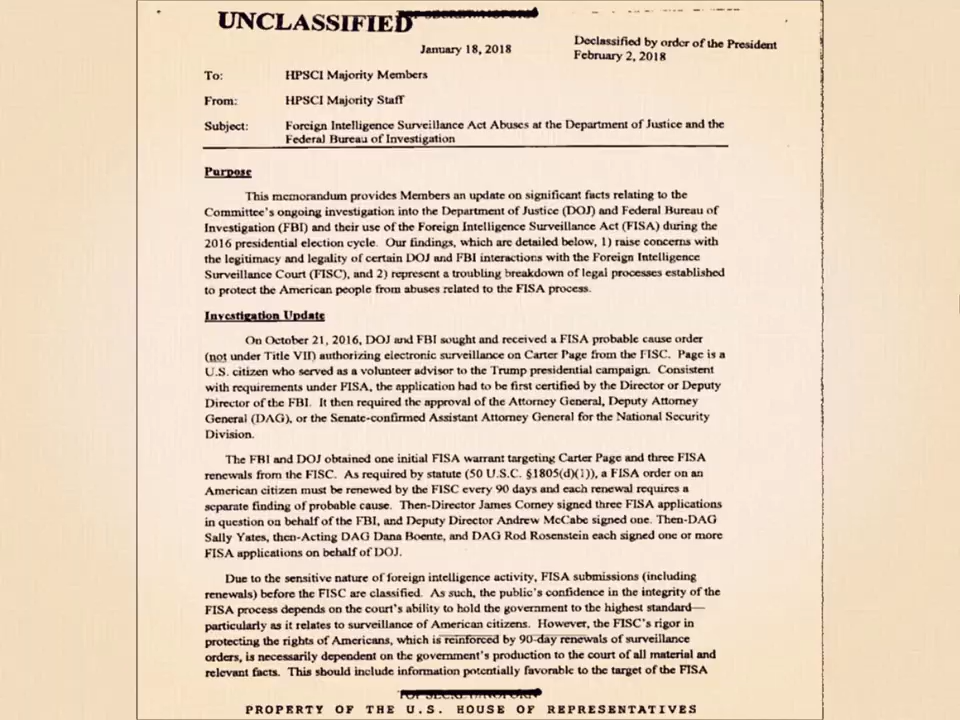 UNCLASSIFIED
Declassified by order of the President
January 18, 2018
February 2, 2018
To: HPSCI Majority Members
From: HPSCI Majority Staff
Subject: Foreign Intelligence Surveillance Act Abuses at the Department of Justice and the
Federal Bureau of Investigation
Purpose
This memorandum provides Members an update on significant facts relating to the
Committee's ongoing investigation into the Department of Justice (DOJ) and Federal Bureau of
Investigation (FBI) and their use of the Foreign Intelligence Surveillance Act (FISA) during the
2016 presidential election cycle. Our findings, which are detailed below, 1) raise concerns with
the legitimacy and legality of certain DOJ and FBI interactions with the Foreign Intelligence
Surveillance Court (FISC), and 2) represent a troubling breakdown of legal processes established
to protect the American people from abuses related to the FISA process.
Investigation Update
On October 21, 2016, DOJ and FBI sought and received a FISA probable cause order
(not under Title VII) authorizing electronic surveillance on Carter Page from the FISC. Page is a
U.S. citizen who served as a volunteer advisor to the Trump presidential campaign. Consistent
with requirements under FISA, the application had to be first certified by the Director or Deputy
Director of the FBI. It then required the approval of the Attorney General, Deputy Attorney
General (DAG), or the Senate-confirmed Assistant Attorney General for the National Security
Division.
The FBI and DOJ obtained one initial FISA warrant targeting Carter Page and three FISA
renewals from the FISC. As required by statute (50 U.S.C. §1805(d)(1)), a FISA order on an
American citizen must be renewed by the FISC every 90 days and each renewal requires a
separate finding of probable cause. Then-Director James Comey signed three FISA applications
in question on behalf of the FBI, and Deputy Director Andrew McCabe signed one. Then-DAG
Sally Yates, then-Acting DAG Dana Boente, and DAG Rod Rosenstein each signed one or more
FISA applications on behalf of DOJ.
Due to the sensitive nature of foreign intelligence activity, FISA submissions (including
renewals) before the FISC are classified. As such, the public's confidence in the integrity of the
FISA process depends on the court's ability to hold the government to the highest standard—
particularly as it relates to surveillance of American citizens. However, the FISC's rigor in
protecting the rights of Americans, which is reinforced by 90-day renewals of surveillance
orders, is necessarily dependent on the government's production to the court of all material and
relevant facts. This should include information potentially favorable to the target of the FISA
PROPERTY OF THE U.S. HOUSE OF REPRESENTATIVES